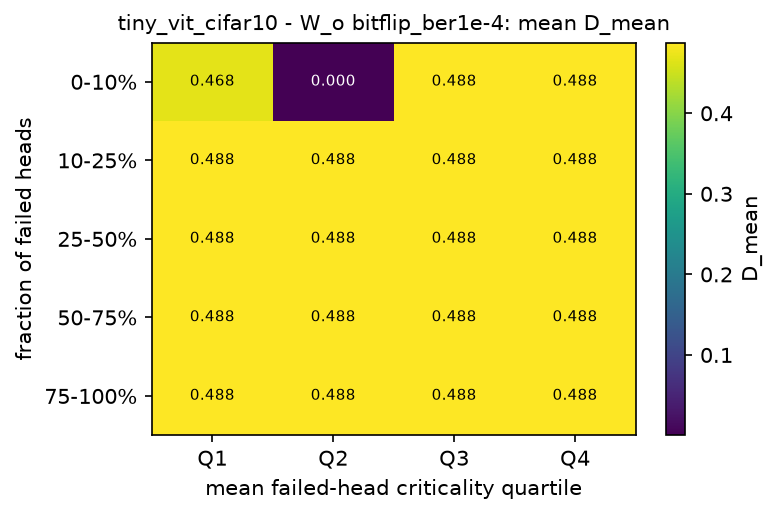 tiny_vit_cifar10 - W_o bitflip_ber1e-4: mean D_mean
fraction of failed heads
0-10%
0.468 0.000 0.488 0.488
10-25%
0.488 0.488 0.488 0.488
25-50%
0.488 0.488 0.488 0.488
50-75%
0.488 0.488 0.488 0.488
75-100%
0.488 0.488 0.488 0.488
Q1 Q2 Q3 Q4
mean failed-head criticality quartile
0.4
0.3
0.2
0.1
D_mean